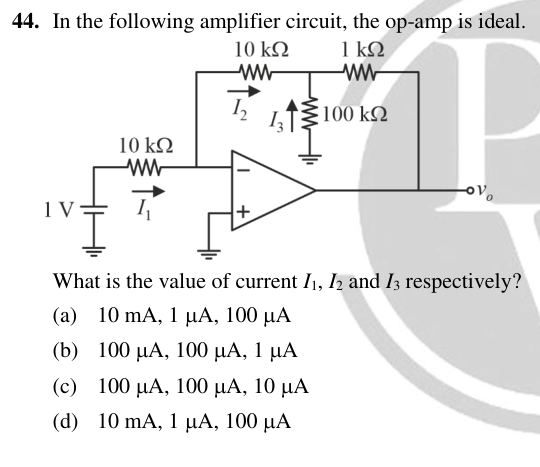 44. In the following amplifier circuit, the op-amp is ideal.
10 kΩ 1 kΩ
I₂ I₃ 100 kΩ
10 kΩ
−
1 V I₁ + vₒ
What is the value of current I₁, I₂ and I₃ respectively?
(a) 10 mA, 1 μA, 100 μA
(b) 100 μA, 100 μA, 1 μA
(c) 100 μA, 100 μA, 10 μA
(d) 10 mA, 1 μA, 100 μA